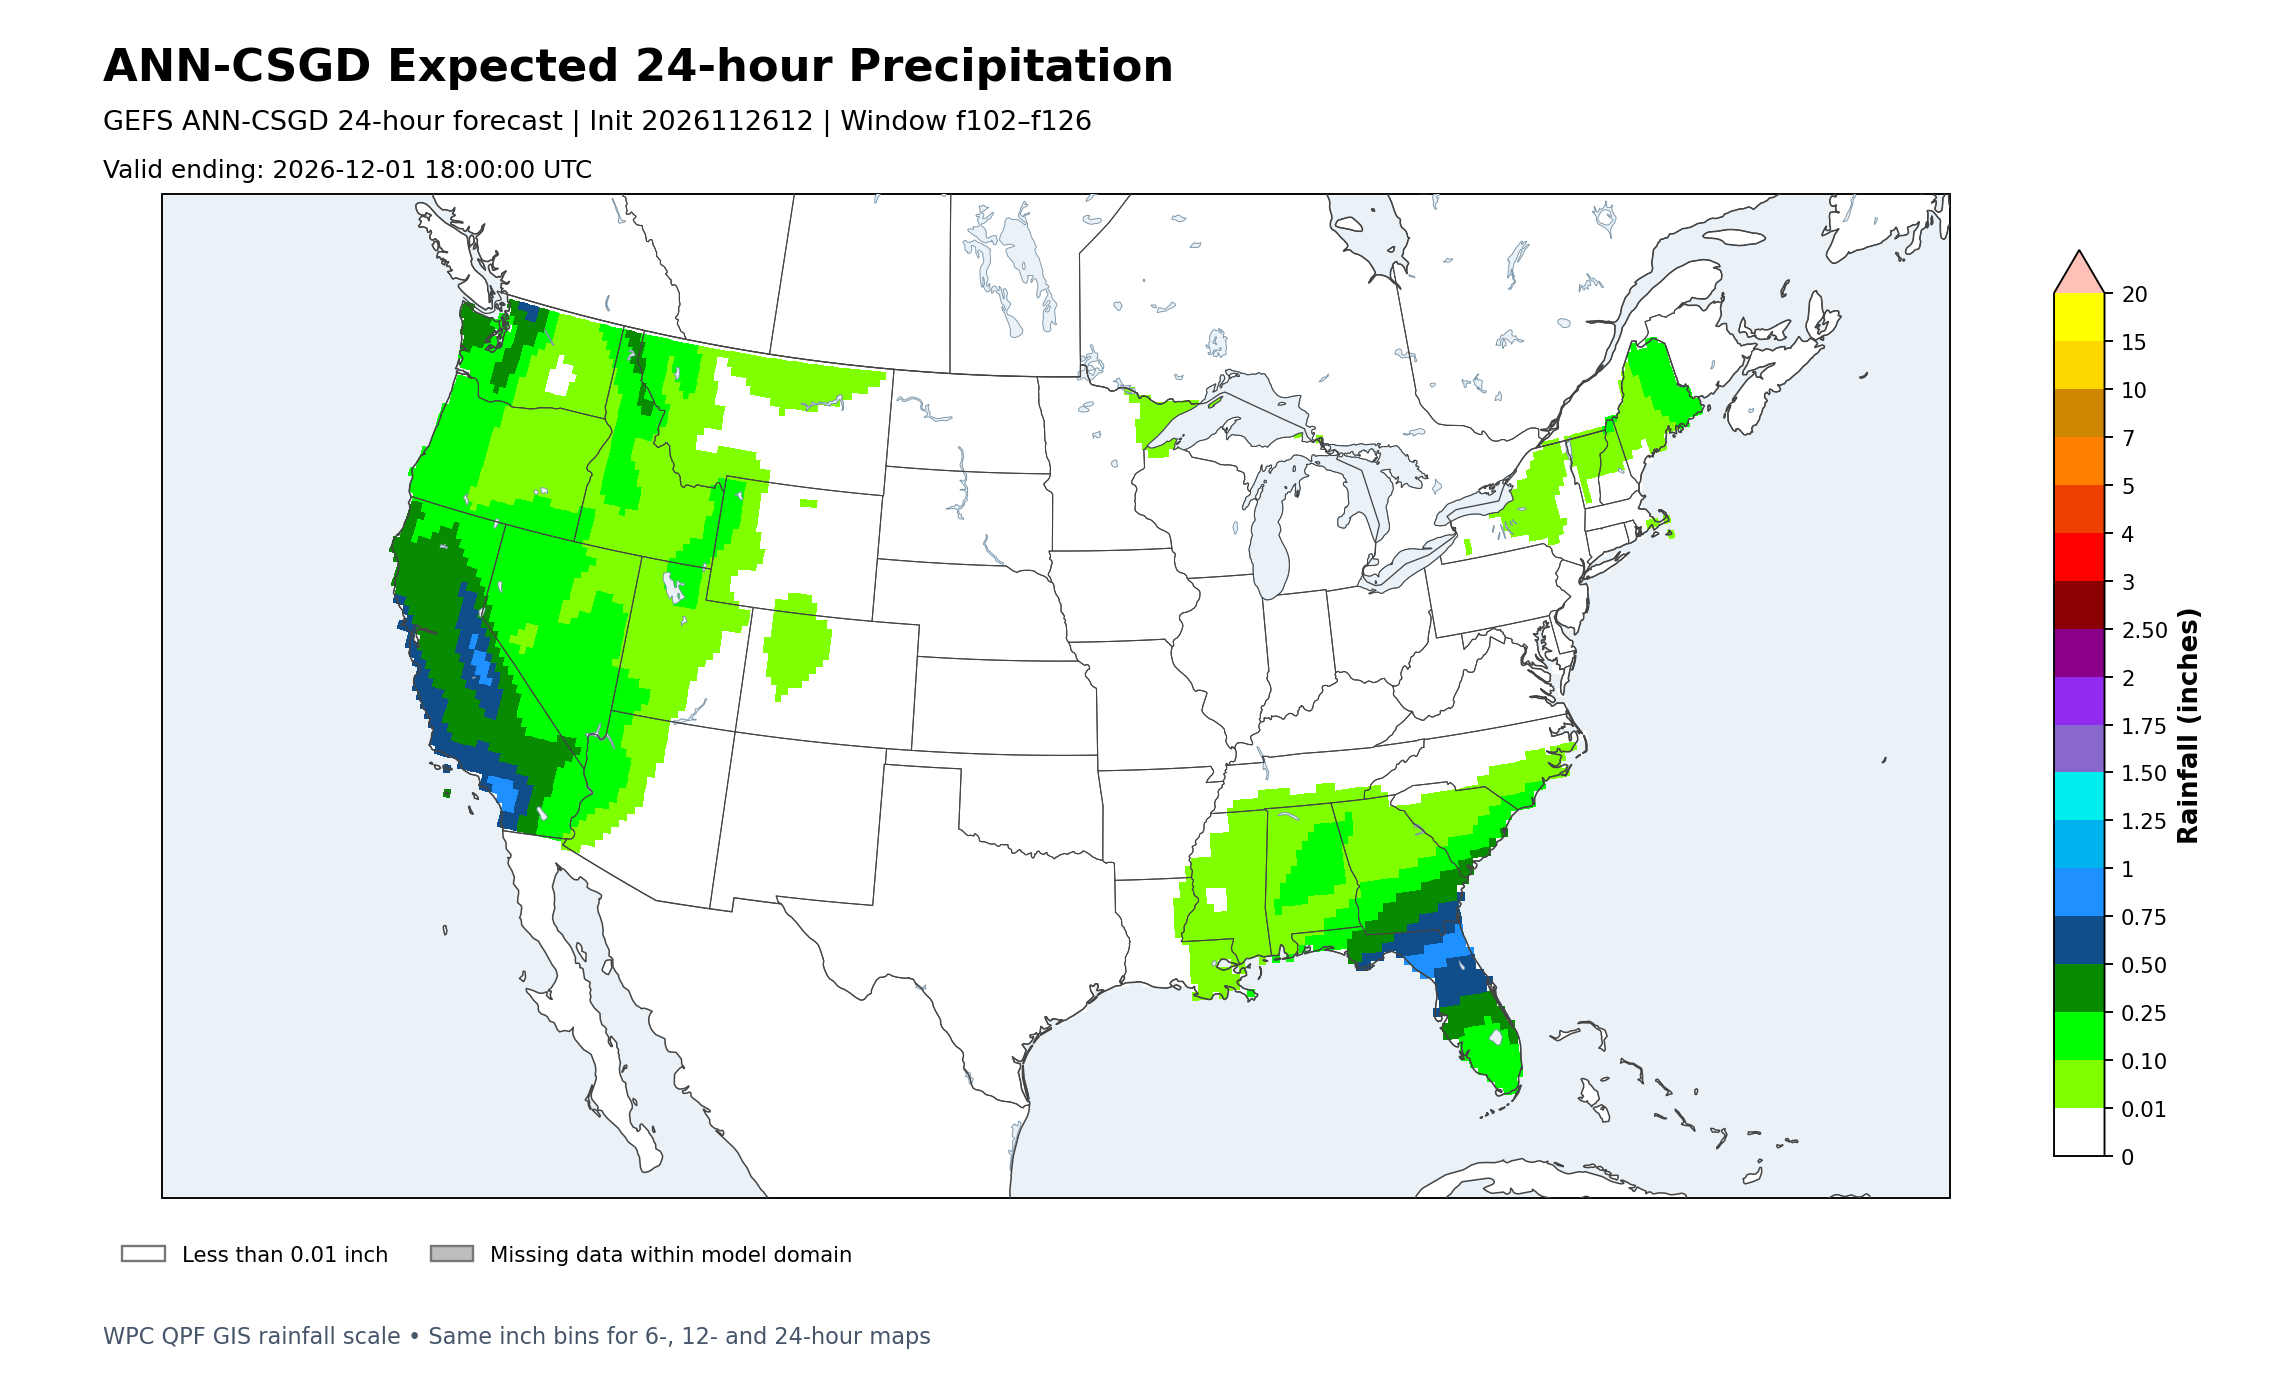 ANN-CSGD Expected 24-hour Precipitation
GEFS ANN-CSGD 24-hour forecast | Init 2026112612 | Window f102–f126
Valid ending: 2026-12-01 18:00:00 UTC
20
15
10
7
5
4
3
2.50
2
1.75
1.50
1.25
1
0.75
0.50
0.25
0.10
0.01
0
Rainfall (inches)
Less than 0.01 inch
Missing data within model domain
WPC QPF GIS rainfall scale • Same inch bins for 6-, 12- and 24-hour maps